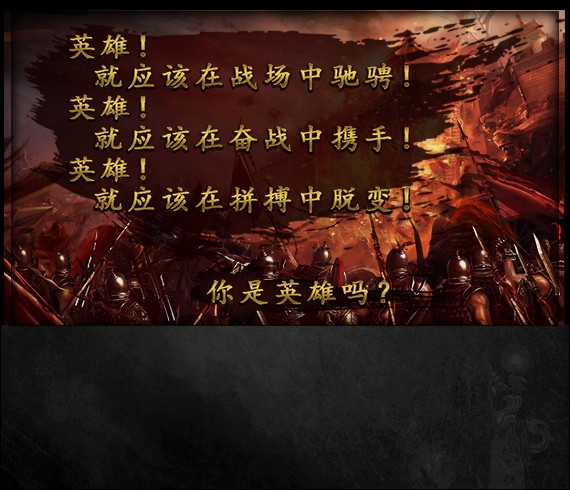 英雄！
就应该在战场中驰骋！
英雄！
就应该在奋战中携手！
英雄！
就应该在拼搏中脱变！
你是英雄吗？